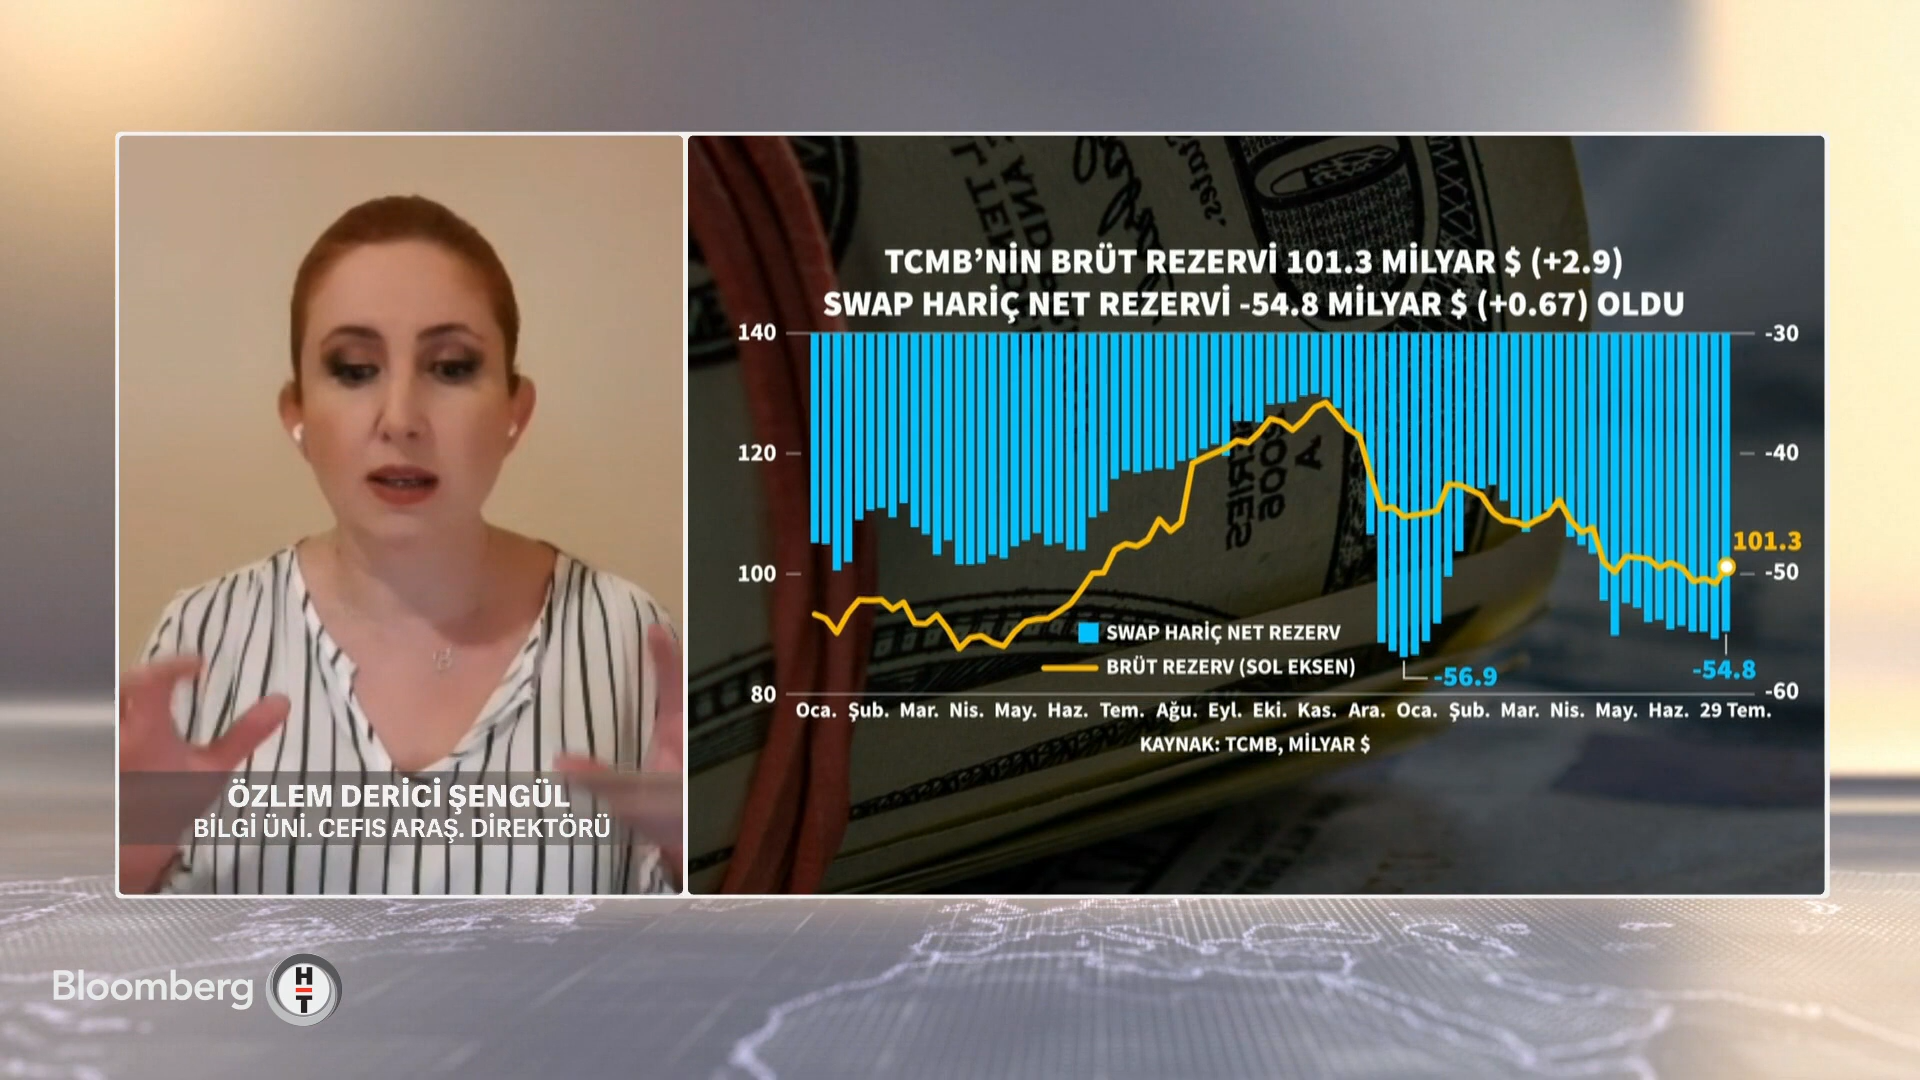 TCMB’NİN BRÜT REZERVİ 101.3 MİLYAR $ (+2.9)
SWAP HARİÇ NET REZERVİ -54.8 MİLYAR $ (+0.67) OLDU
140
120
100
80
-30
-40
-50
-60
101.3
SWAP HARİÇ NET REZERV
BRÜT REZERV (SOL EKSEN)
-56.9
-54.8
Oca. Şub. Mar. Nis. May. Haz. Tem. Ağu. Eyl. Eki. Kas. Ara. Oca. Şub. Mar. Nis. May. Haz. 29 Tem.
KAYNAK: TCMB, MİLYAR $
ÖZLEM DERİCİ ŞENGÜL
BİLGİ ÜNİ. CEFIS ARAŞ. DİREKTÖRÜ
Bloomberg HT